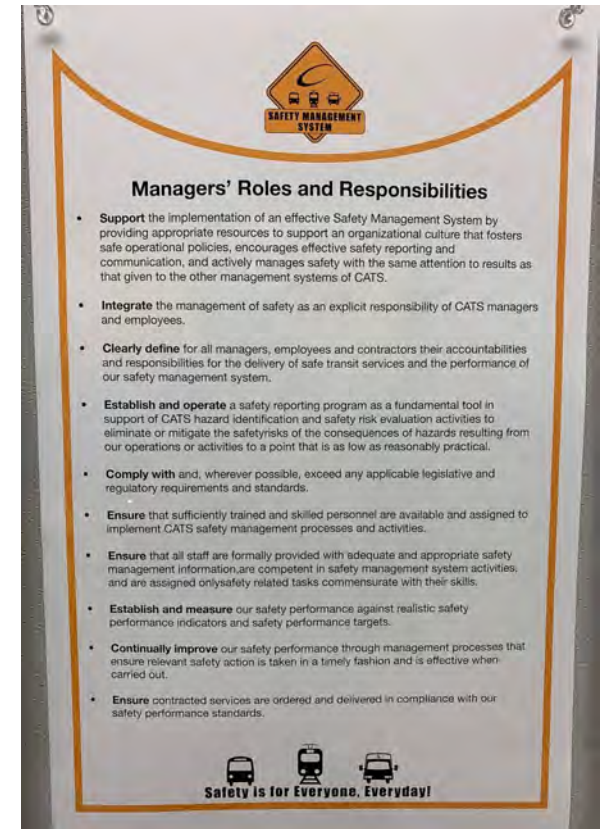 SAFETY MANAGEMENT
SYSTEM
Managers' Roles and Responsibilities
• Support the implementation of an effective Safety Management System by
providing appropriate resources to support an organizational culture that fosters
safe operational policies, encourages effective safety reporting and
communication, and actively manages safety with the same attention to results as
that given to the other management systems of CATS.
• Integrate the management of safety as an explicit responsibility of CATS managers
and employees.
• Clearly define for all managers, employees and contractors their accountabilities
and responsibilities for the delivery of safe transit services and the performance of
our safety management system.
• Establish and operate a safety reporting program as a fundamental tool in
support of CATS hazard identification and safety risk evaluation activities to
eliminate or mitigate the safetyrisks of the consequences of hazards resulting from
our operations or activities to a point that is as low as reasonably practical.
• Comply with and, wherever possible, exceed any applicable legislative and
regulatory requirements and standards.
• Ensure that sufficiently trained and skilled personnel are available and assigned to
implement CATS safety management processes and activities.
• Ensure that all staff are formally provided with adequate and appropriate safety
management information,are competent in safety management system activities,
and are assigned onlysafety related tasks commensurate with their skills.
• Establish and measure our safety performance against realistic safety
performance indicators and safety performance targets.
• Continually improve our safety performance through management processes that
ensure relevant safety action is taken in a timely fashion and is effective when
carried out.
• Ensure contracted services are ordered and delivered in compliance with our
safety performance standards.
Safety is for Everyone, Everyday!